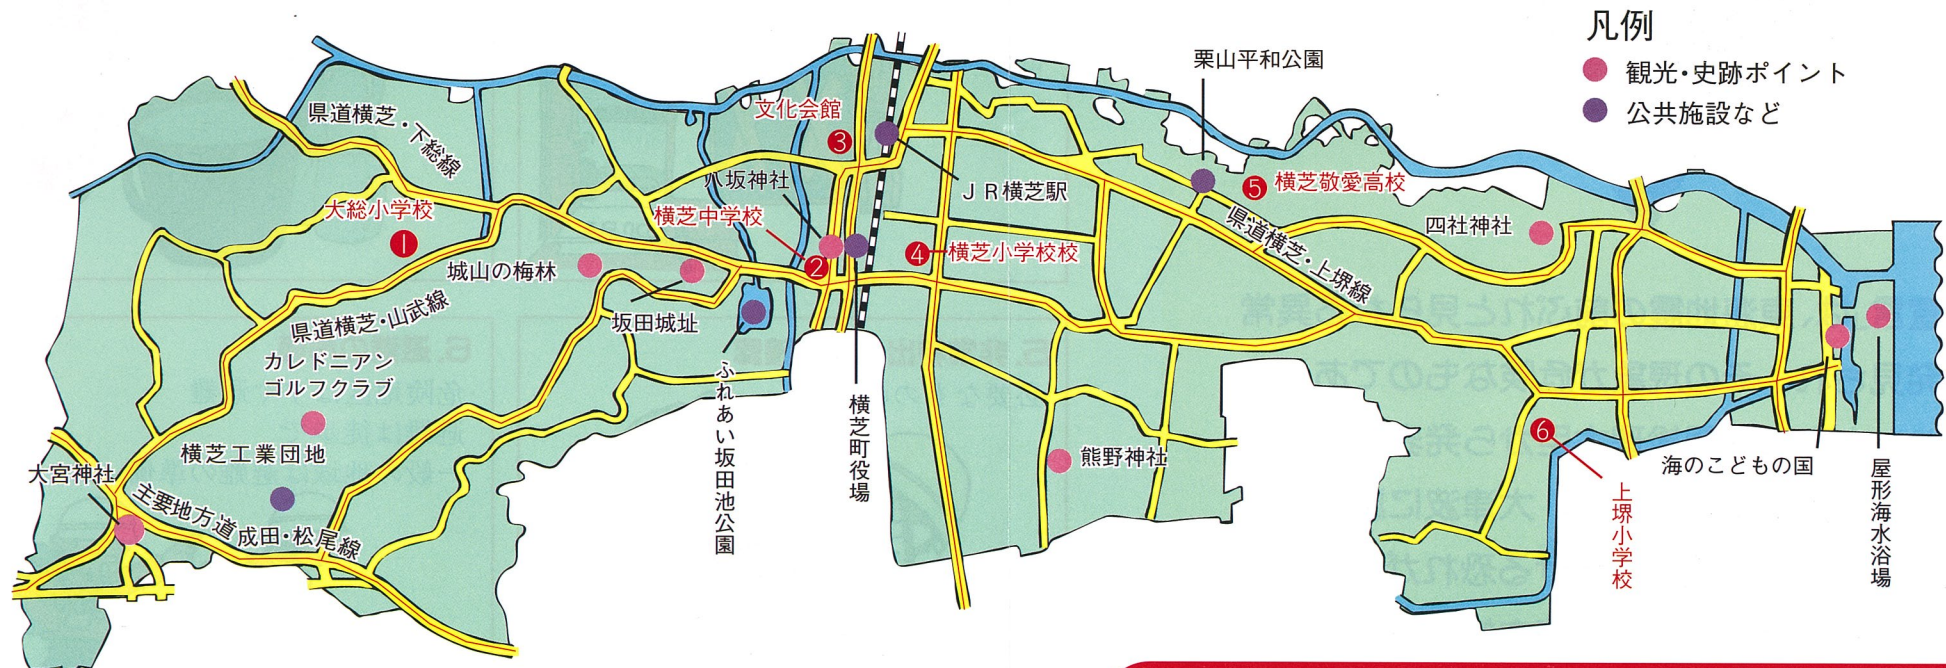 凡例
観光・史跡ポイント
公共施設など
栗山平和公園
県道横芝・下総線
文化会館
3
八坂神社
JR横芝駅
5
横芝敬愛高校
大総小学校
1
横芝中学校
2
4
横芝小学校校
県道横芝・上堺線
四社神社
城山の梅林
坂田城址
県道横芝・山武線
カレドニアン
ゴルフクラブ
横芝工業団地
大宮神社
主要地方道成田・松尾線
ふれあい坂田池公園
横芝町役場
熊野神社
6
上堺小学校
海のこどもの国
屋形海水浴場